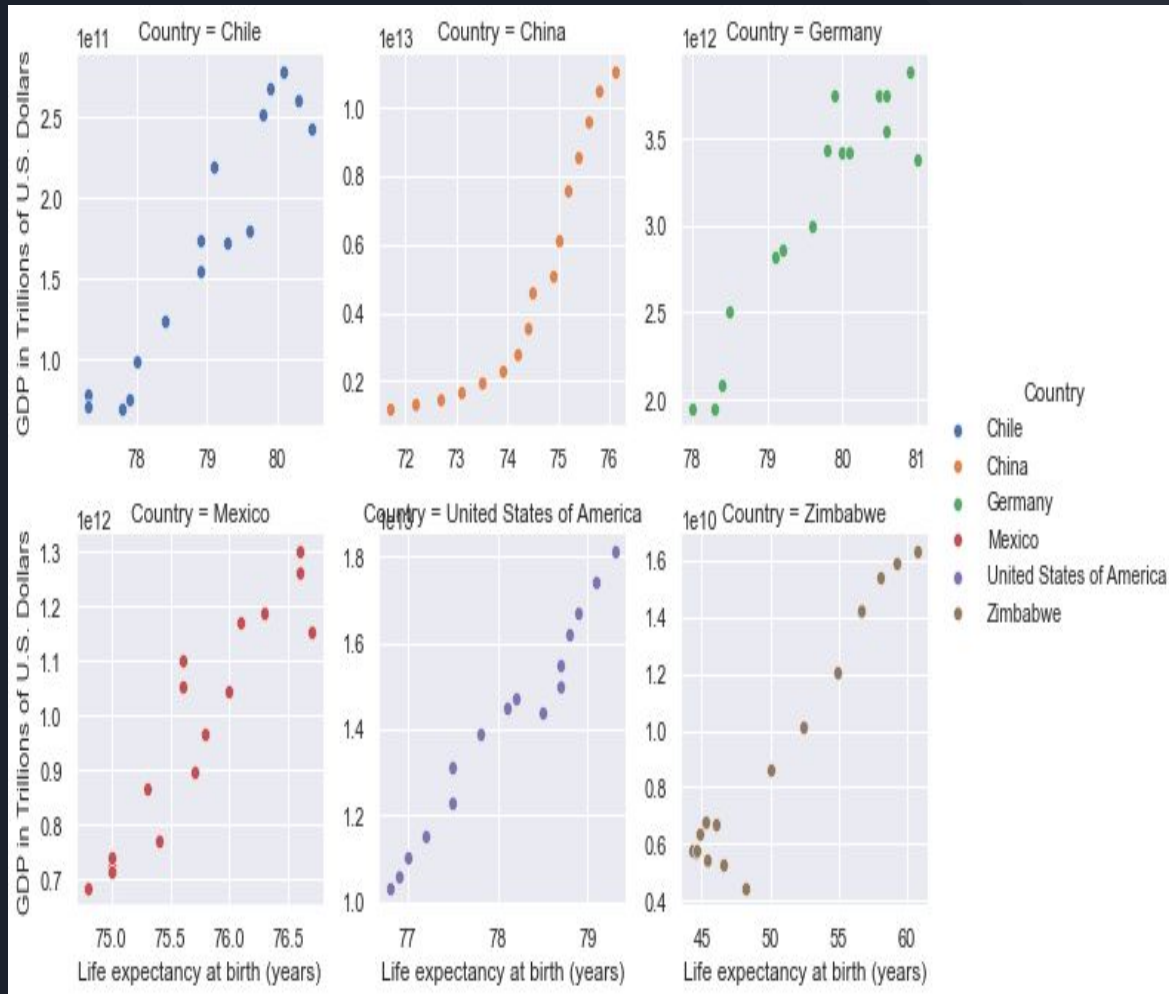 1e11 Country = Chile
1e13 Country = China
1e12 Country = Germany
GDP in Trillions of U.S. Dollars
2.5
2.0
1.5
1.0
78 79 80
1.0
0.8
0.6
0.4
0.2
72 73 74 75 76
3.5
3.0
2.5
2.0
78 79 80 81
Country
Chile
China
Germany
Mexico
United States of America
Zimbabwe
1e12 Country = Mexico
Country = United States of America
1e10 Country = Zimbabwe
GDP in Trillions of U.S. Dollars
1.3
1.2
1.1
1.0
0.9
0.8
0.7
75.0 75.5 76.0 76.5
Life expectancy at birth (years)
1.8
1.6
1.4
1.2
1.0
77 78 79
Life expectancy at birth (years)
1.6
1.4
1.2
1.0
0.8
0.6
0.4
45 50 55 60
Life expectancy at birth (years)